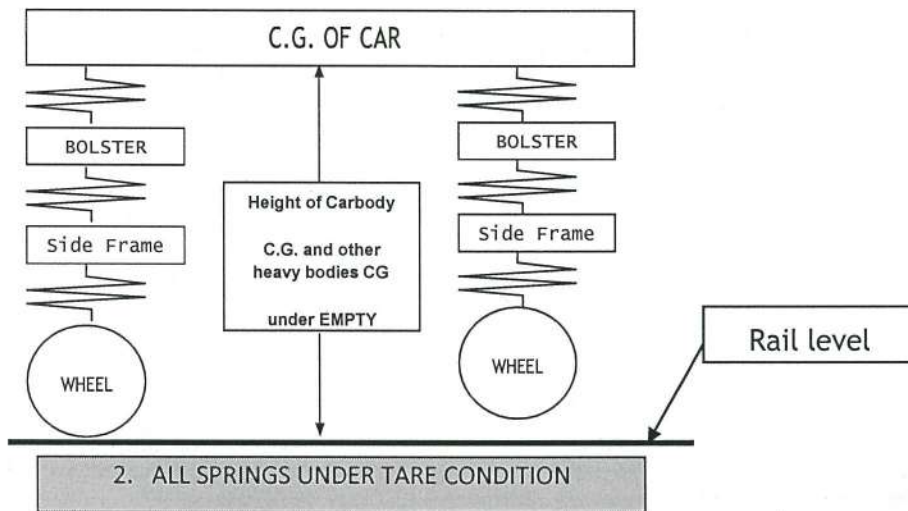 C.G. OF CAR
BOLSTER
BOLSTER
Height of Carbody
C.G. and other
heavy bodies CG
under EMPTY
Side Frame
Side Frame
Rail level
WHEEL
WHEEL
2. ALL SPRINGS UNDER TARE CONDITION